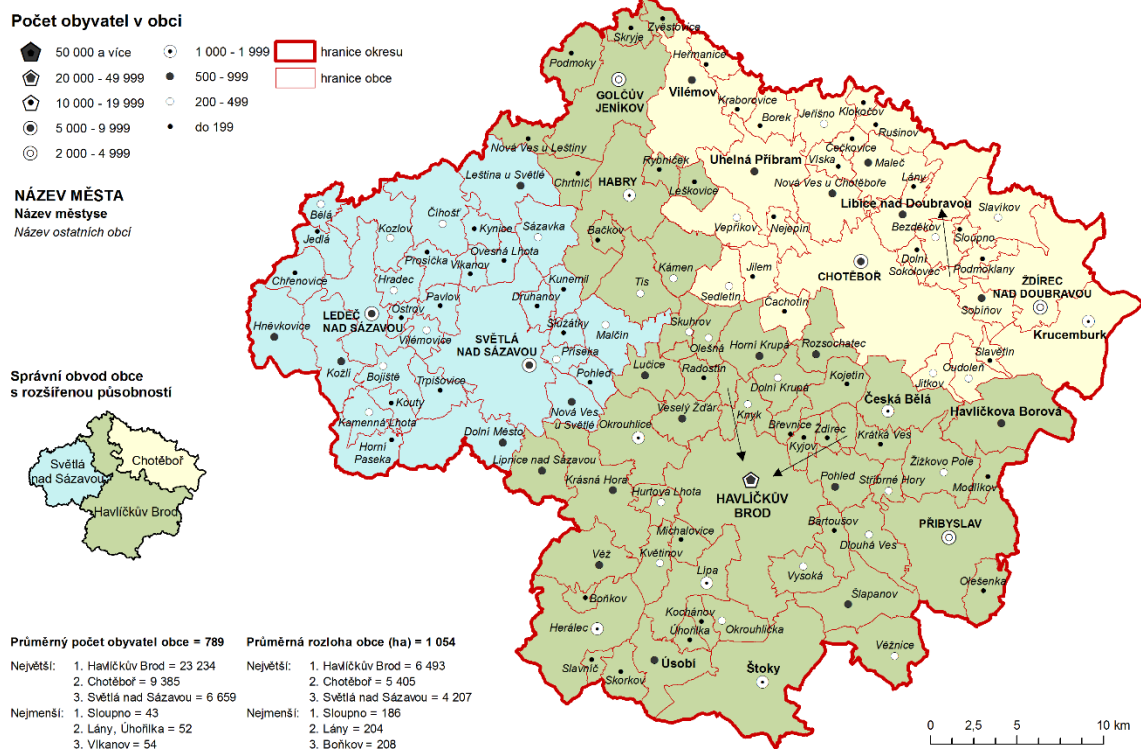 Počet obyvatel v obci
50 000 a více
20 000 - 49 999
10 000 - 19 999
5 000 - 9 999
2 000 - 4 999
1 000 - 1 999
500 - 999
200 - 499
do 199
hranice okresu
hranice obce
NÁZEV MĚSTA
Název městyse
Název ostatních obcí
Správní obvod obce
s rozšířenou působností
Světlá
nad Sázavou
Chotěboř
Havlíčkův Brod
Zvěstovice
Skryje
Podmoky
Heřmanice
GOLČŮV
JENÍKOV
Vilémov
Kraborovice
Borek
Jeřišno
Klokočov
Rušinov
Nová Ves u Leštiny
Rybníček
Čečkovice
Víska
Maleč
Leština u Světlé
Chrtníč
HABRY
Leškovice
Uhelná Příbram
Nová Ves u Chotěboře
Lány
Libice nad Doubravou
Bělá
Jedlá
Kozlov
Číhošť
Kynice
Sázavka
Bačkov
Vepříkov
Nejepín
Bezděkov
Slavíkov
Sloupno
Prosíčka
Ovesná Lhota
Vlkanov
Chřenovice
Hradec
Kunemil
Kámen
Jilem
CHOTĚBOŘ
Dolní
Sokolovec
Podmoklany
Pavlov
Druhanov
Tis
Sedletín
Čachotín
Sobíňov
ŽDÍREC
NAD DOUBRAVOU
LEDEČ
NAD SÁZAVOU
Ostrov
Vilémovice
Služátky
Malčín
Skuhrov
Olešná
Horní Krupá
Rozsochatec
Krucemburk
Hněvkovice
SVĚTLÁ
NAD SÁZAVOU
Příseka
Slavětín
Kožlí
Bojiště
Trpišovice
Pohleď
Lučice
Radostín
Dolní Krupá
Kojetín
Jitkov
Oudoleň
Kouty
Kamenná Lhota
Nová Ves
u Světlé
Veselý Žďár
Knyk
Česká Bělá
Havlíčkova Borová
Horní
Paseka
Dolní Město
Okrouhlice
Břevnice
Kyjov
Ždírec
Krátká Ves
Lipnice nad Sázavou
Žižkovo Pole
Modlíkov
Krásná Hora
Hurtova Lhota
HAVLÍČKŮV
BROD
Pohled
Stříbrné Hory
Michalovice
Bartoušov
PŘIBYSLAV
Věž
Květinov
Dlouhá Ves
Lípa
Vysoká
Olešenka
Boňkov
Šlapanov
Kochánov
Úhořilka
Okrouhlička
Herálec
Věžnice
Slavníč
Skorkov
Úsobí
Štoky
Průměrný počet obyvatel obce = 789
Největší: 1. Havlíčkův Brod = 23 234
2. Chotěboř = 9 385
3. Světlá nad Sázavou = 6 659
Nejmenší: 1. Sloupno = 43
2. Lány, Úhořilka = 52
3. Vlkanov = 54
Průměrná rozloha obce (ha) = 1 054
Největší: 1. Havlíčkův Brod = 6 493
2. Chotěboř = 5 405
3. Světlá nad Sázavou = 4 207
Nejmenší: 1. Sloupno = 186
2. Lány = 204
3. Boňkov = 208
0 2,5 5 10 km